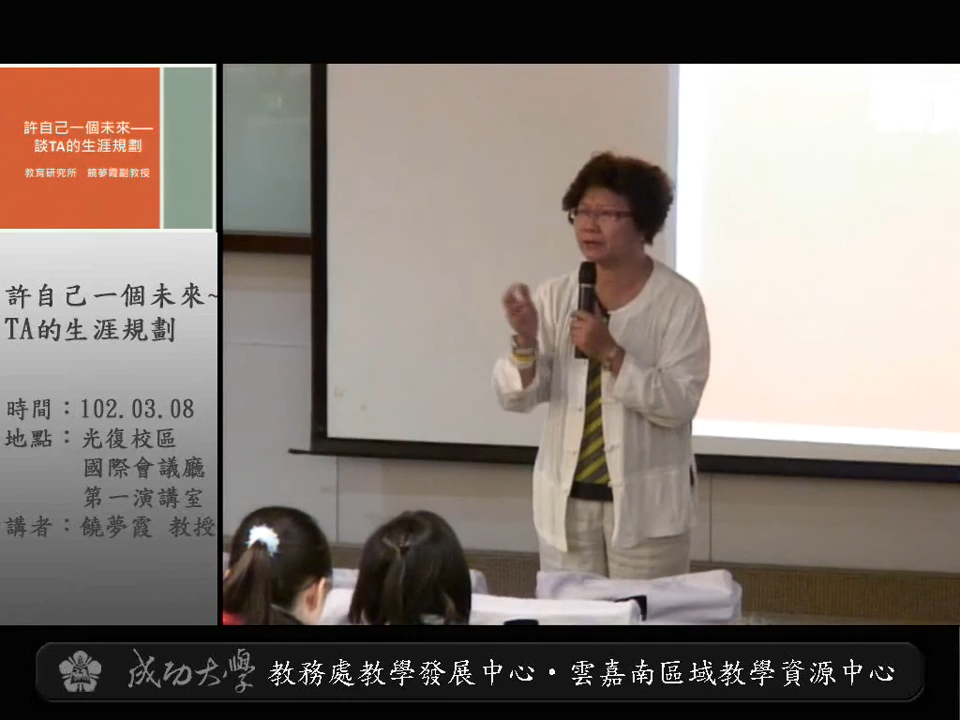 許自己一個未來——
談TA的生涯規劃
教育研究所 饒夢霞副教授
許自己一個未來~
TA的生涯規劃
時間：102.03.08
地點：光復校區
國際會議廳
第一演講室
講者：饒夢霞 教授
成功大學 教務處教學發展中心・雲嘉南區域教學資源中心